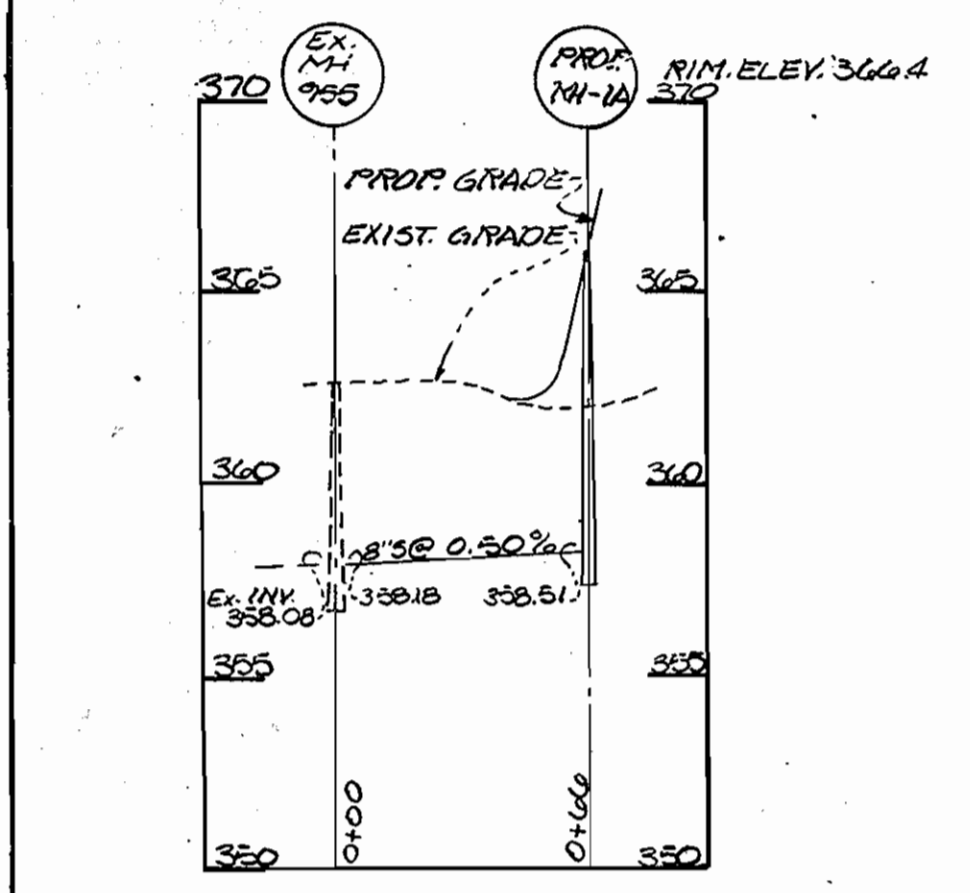 EX.
MH
955
PROP.
MH-1A
RIM. ELEV. 366.4
370
370
PROP. GRADE
EXIST. GRADE
365
365
360
360
8"S@ 0.50%
EX. INV.
358.08
358.18
358.51
355
355
0+00
0+66
350
350